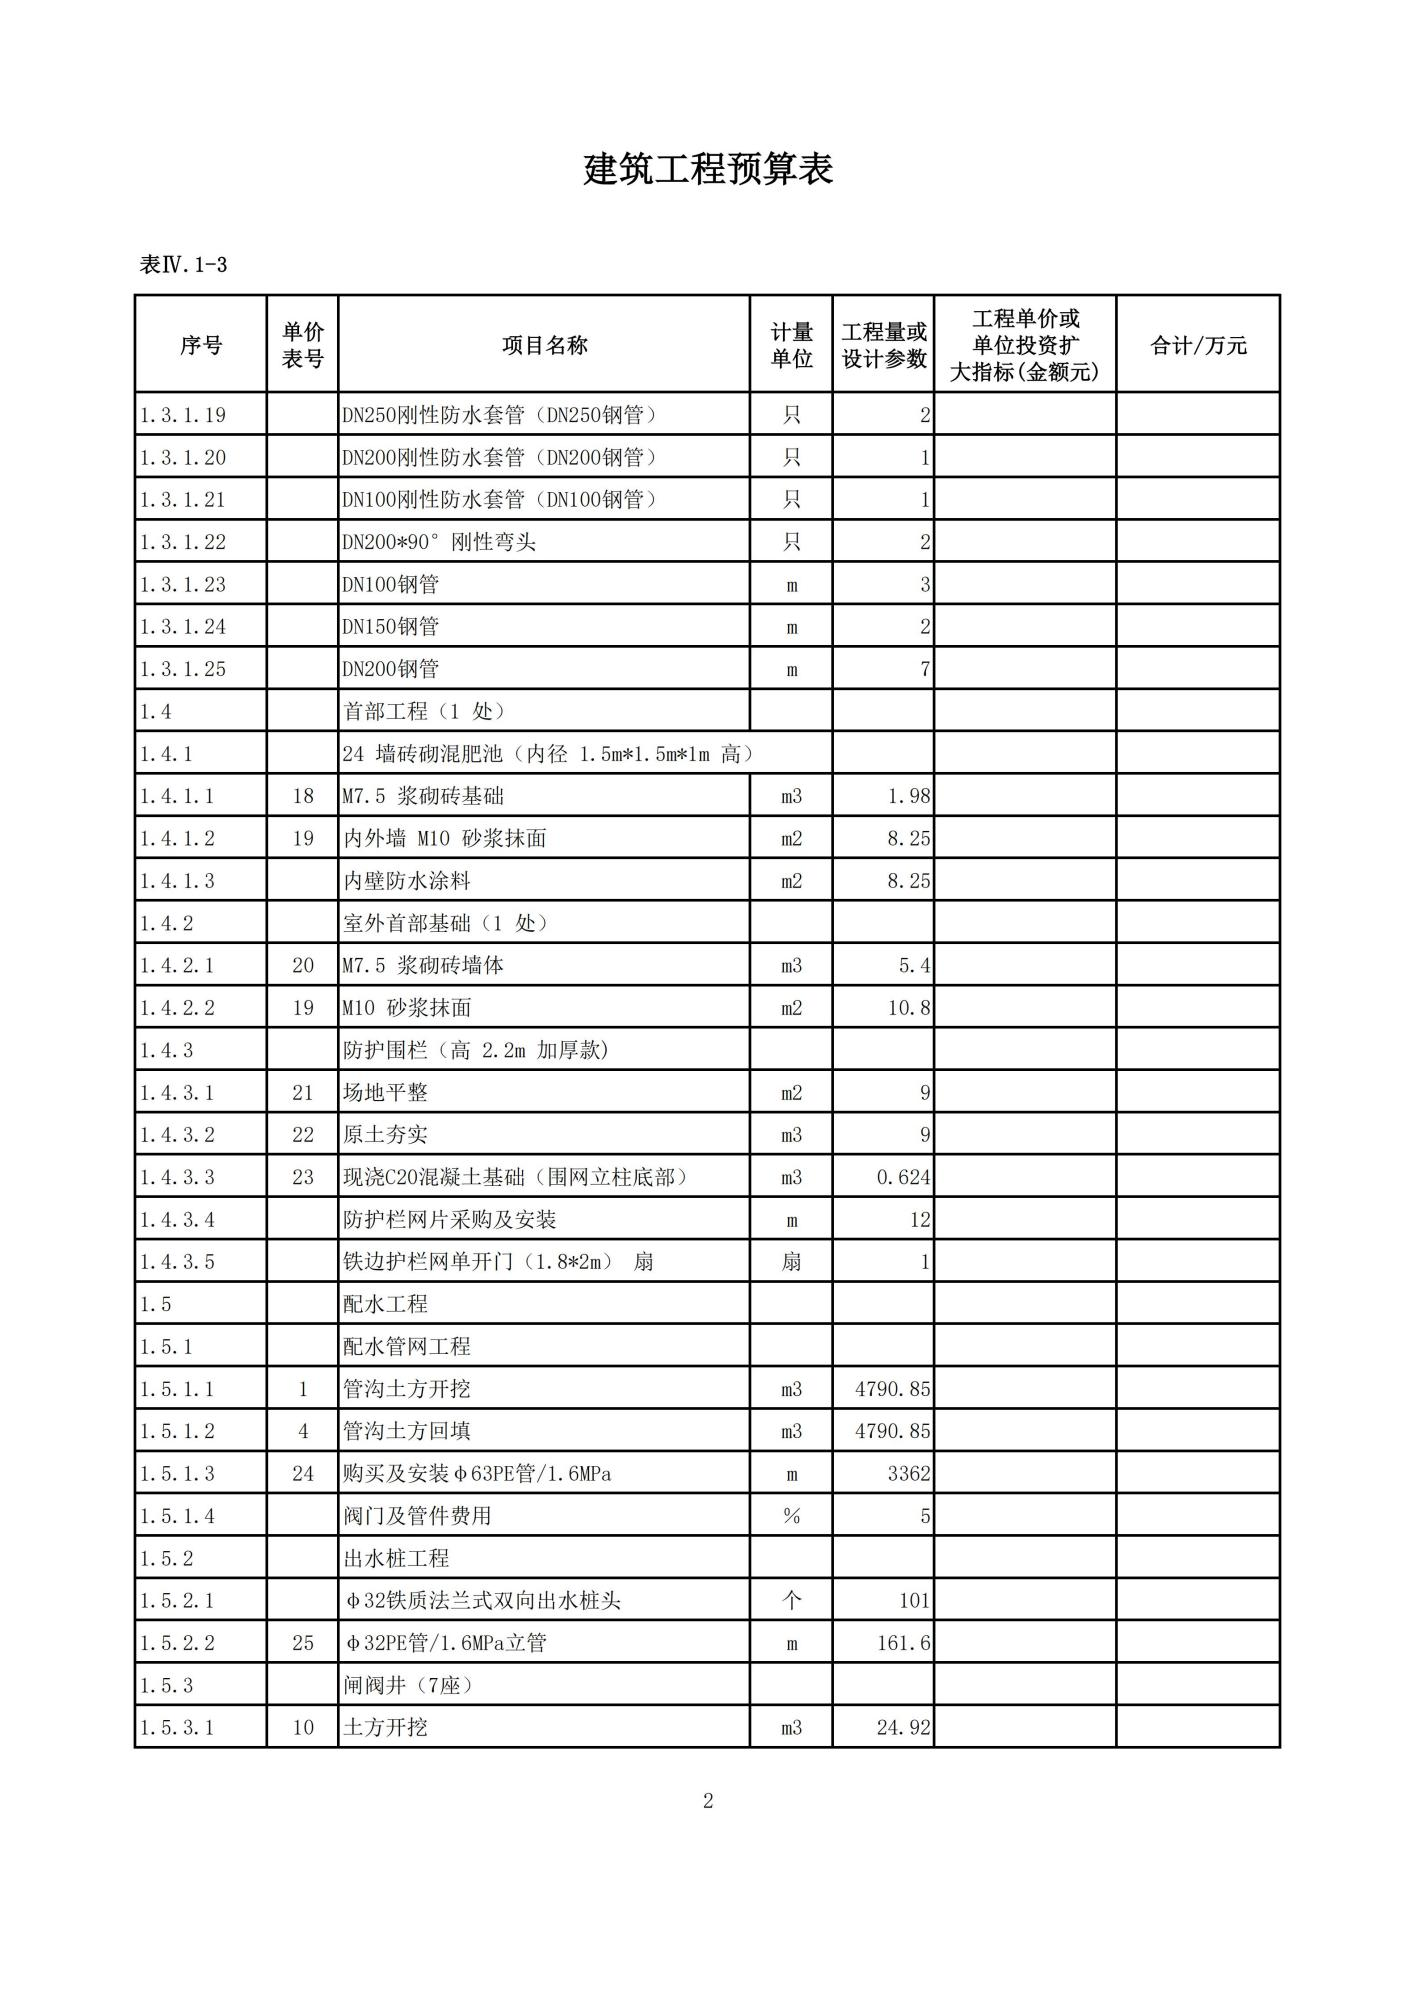 建筑工程预算表
表Ⅳ.1-3
序号 单价表号 项目名称 计量单位 工程量或设计参数 工程单价或单位投资扩大指标(金额元) 合计/万元
1.3.1.19 DN250刚性防水套管（DN250钢管） 只 2
1.3.1.20 DN200刚性防水套管（DN200钢管） 只 1
1.3.1.21 DN100刚性防水套管（DN100钢管） 只 1
1.3.1.22 DN200*90°刚性弯头 只 2
1.3.1.23 DN100钢管 m 3
1.3.1.24 DN150钢管 m 2
1.3.1.25 DN200钢管 m 7
1.4 首部工程（1 处）
1.4.1 24 墙砖砌混肥池（内径 1.5m*1.5m*1m 高）
1.4.1.1 18 M7.5 浆砌砖基础 m3 1.98
1.4.1.2 19 内外墙 M10 砂浆抹面 m2 8.25
1.4.1.3 内壁防水涂料 m2 8.25
1.4.2 室外首部基础（1 处）
1.4.2.1 20 M7.5 浆砌砖墙体 m3 5.4
1.4.2.2 19 M10 砂浆抹面 m2 10.8
1.4.3 防护围栏（高 2.2m 加厚款)
1.4.3.1 21 场地平整 m2 9
1.4.3.2 22 原土夯实 m3 9
1.4.3.3 23 现浇C20混凝土基础（围网立柱底部） m3 0.624
1.4.3.4 防护栏网片采购及安装 m 12
1.4.3.5 铁边护栏网单开门（1.8*2m） 扇 扇 1
1.5 配水工程
1.5.1 配水管网工程
1.5.1.1 1 管沟土方开挖 m3 4790.85
1.5.1.2 4 管沟土方回填 m3 4790.85
1.5.1.3 24 购买及安装φ63PE管/1.6MPa m 3362
1.5.1.4 阀门及管件费用 % 5
1.5.2 出水桩工程
1.5.2.1 φ32铁质法兰式双向出水桩头 个 101
1.5.2.2 25 φ32PE管/1.6MPa立管 m 161.6
1.5.3 闸阀井（7座）
1.5.3.1 10 土方开挖 m3 24.92
2